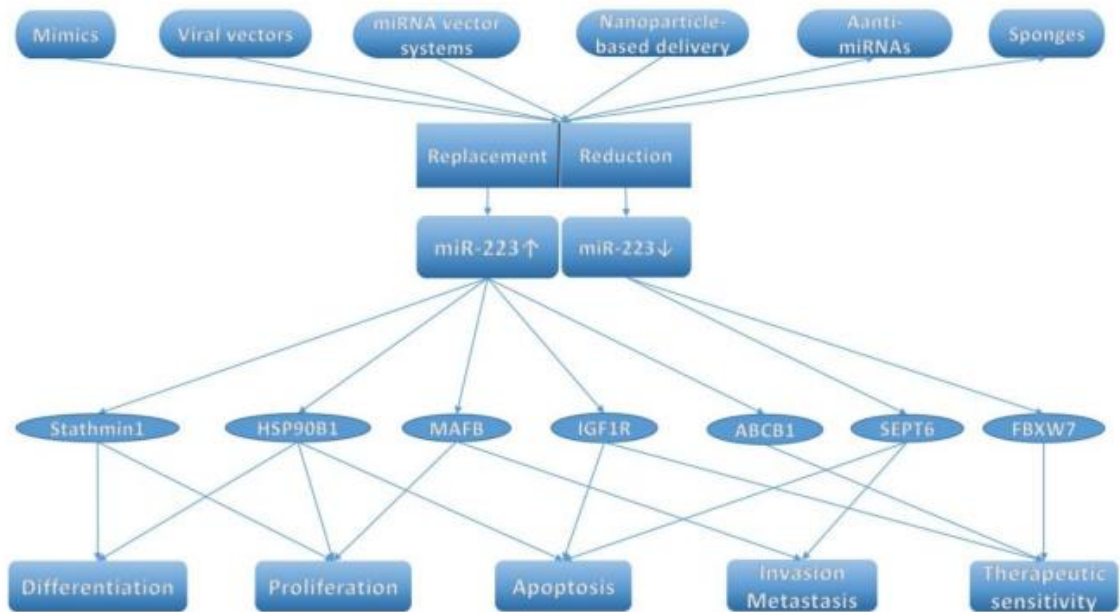 Mimics
Viral vectors
miRNA vector
systems
Nanoparticle-
based delivery
Aanti-
miRNAs
Sponges
Replacement
Reduction
miR-223↑
miR-223↓
Stathmin1
HSP90B1
MAFB
IGF1R
ABCB1
SEPT6
FBXW7
Differentiation
Proliferation
Apoptosis
Invasion
Metastasis
Therapeutic
sensitivity